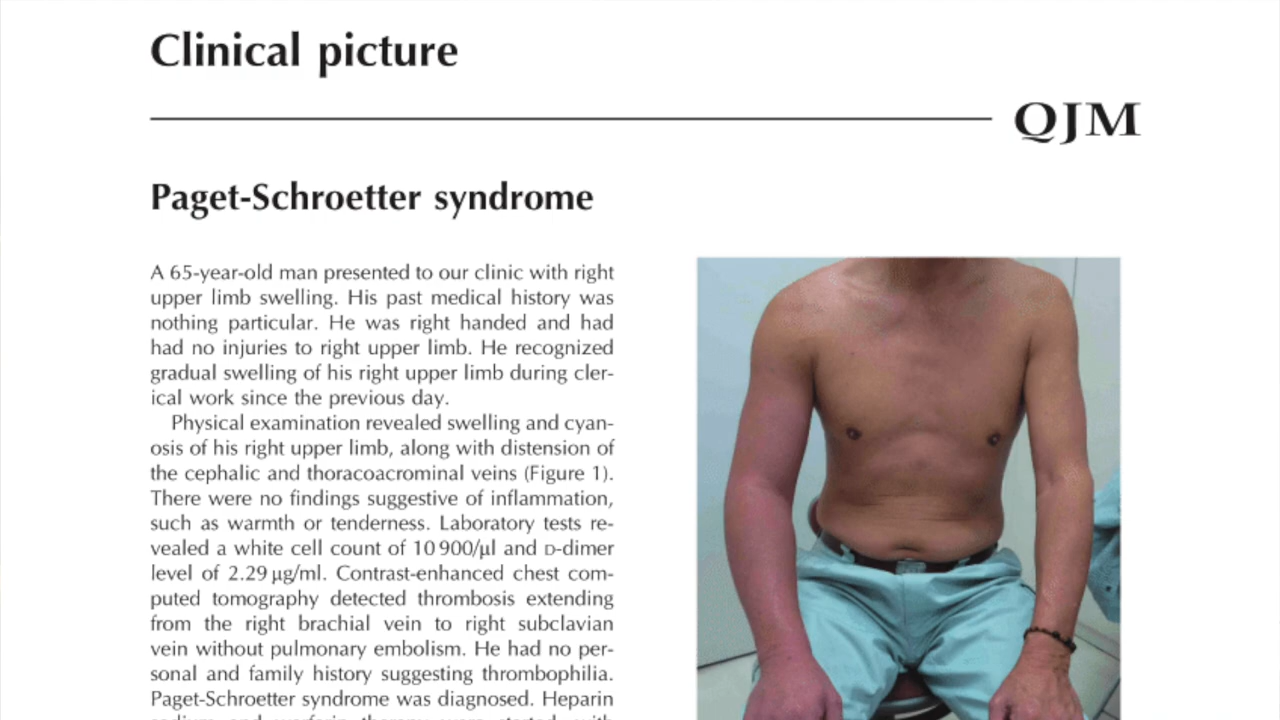 Clinical picture
QJM
Paget-Schroetter syndrome
A 65-year-old man presented to our clinic with right
upper limb swelling. His past medical history was
nothing particular. He was right handed and had
had no injuries to right upper limb. He recognized
gradual swelling of his right upper limb during cler-
ical work since the previous day.
Physical examination revealed swelling and cyan-
osis of his right upper limb, along with distension of
the cephalic and thoracoacrominal veins (Figure 1).
There were no findings suggestive of inflammation,
such as warmth or tenderness. Laboratory tests re-
vealed a white cell count of 10 900/μl and D-dimer
level of 2.29 μg/ml. Contrast-enhanced chest com-
puted tomography detected thrombosis extending
from the right brachial vein to right subclavian
vein without pulmonary embolism. He had no per-
sonal and family history suggesting thrombophilia.
Paget-Schroetter syndrome was diagnosed. Heparin
sodium and warfarin therapy were started, with